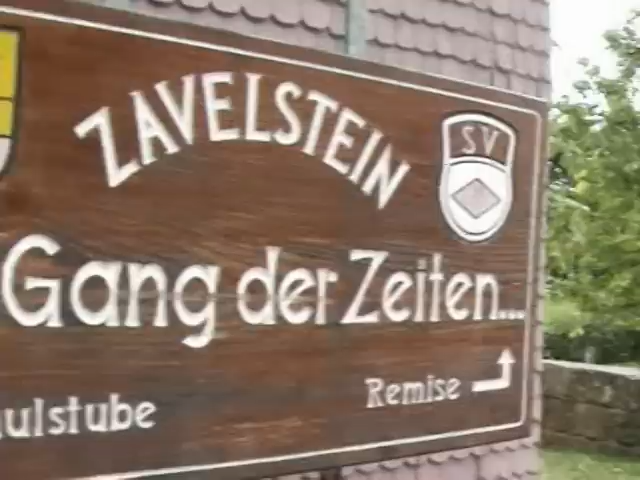 ZAVELSTEIN
SV
Gang der Zeiten...
ulstube
Remise